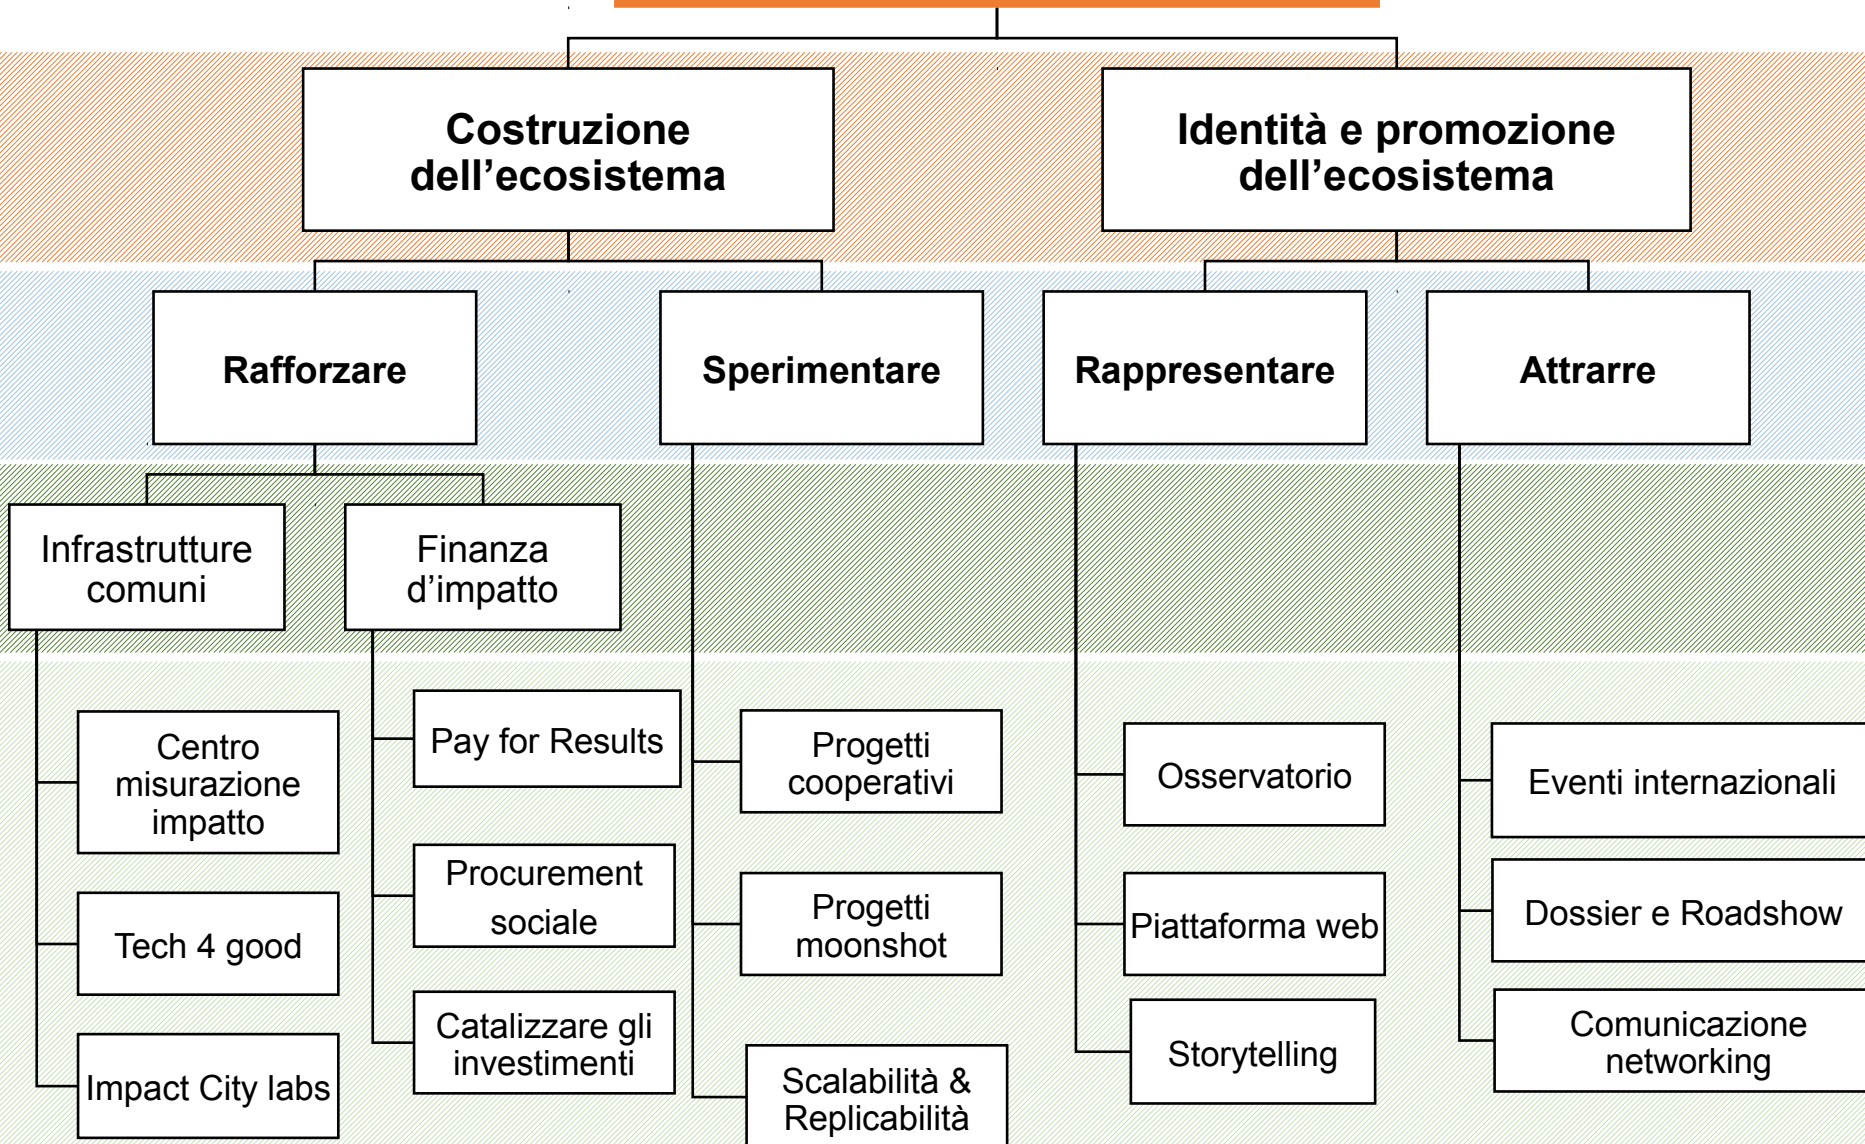 Costruzione
dell’ecosistema
Identità e promozione
dell’ecosistema
Rafforzare
Sperimentare
Rappresentare
Attrarre
Infrastrutture
comuni
Finanza
d’impatto
Centro
misurazione
impatto
Tech 4 good
Impact City labs
Pay for Results
Procurement
sociale
Catalizzare gli
investimenti
Progetti
cooperativi
Progetti
moonshot
Scalabilità &
Replicabilità
Osservatorio
Piattaforma web
Storytelling
Eventi internazionali
Dossier e Roadshow
Comunicazione
networking